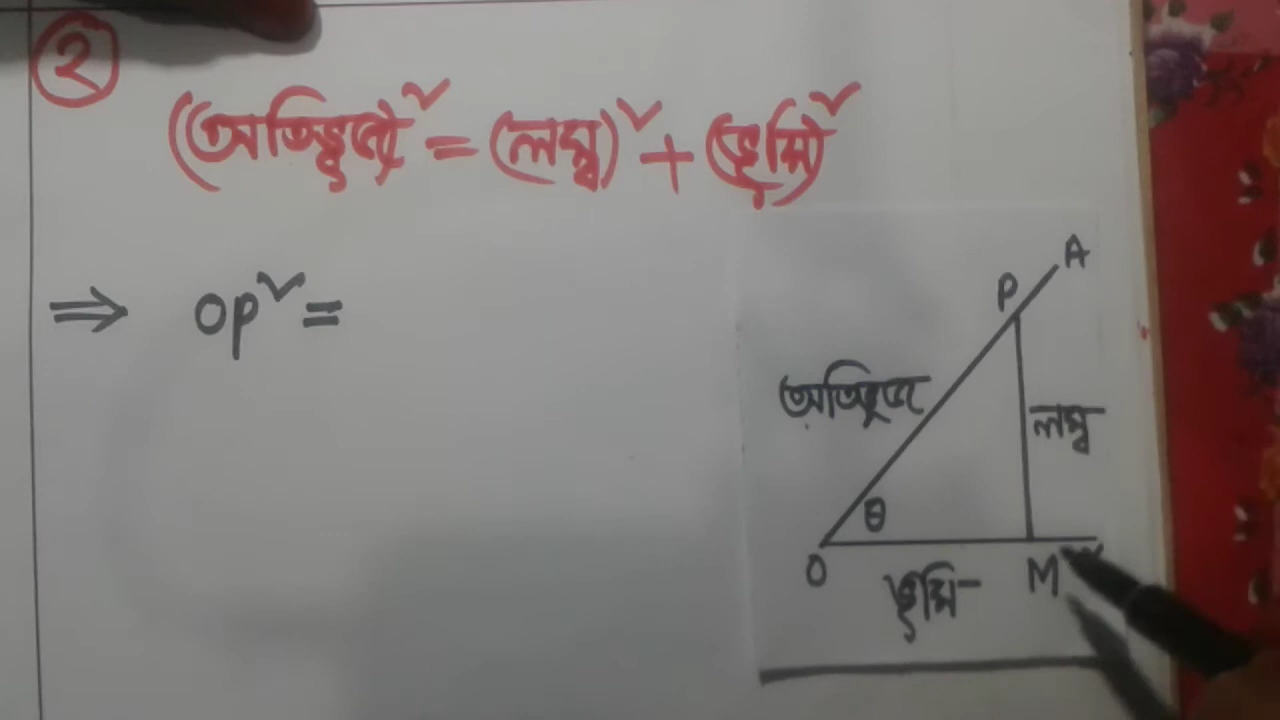 ২
(অতিভুজ)² = (লম্ব)² + (ভূমি)²
⇒ OP² =
A
P
অতিভুজ
লম্ব
θ
O
ভূমি
M